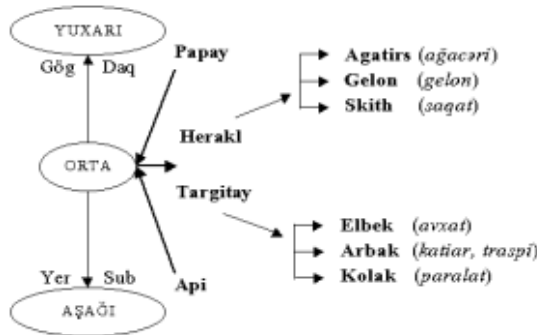 YUXARI
Papay
Gög Daq
Agatirs (ağacəri)
Gelon (gelon)
Skith (saqat)
Herakl
ORTA
Targitay
Elbek (avxat)
Arbak (katiar, traspi)
Kolak (paralat)
Yer Sub
Api
AŞAĞI